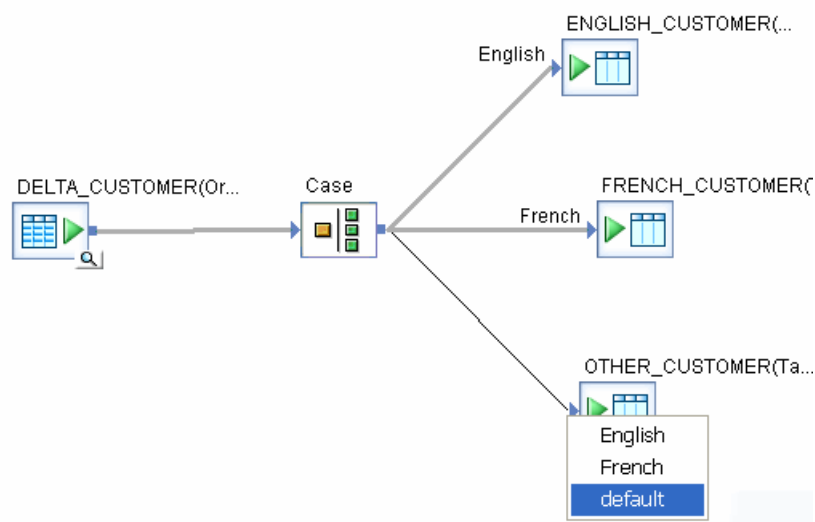 ENGLISH_CUSTOMER(...
English
DELTA_CUSTOMER(Or...
Case
FRENCH_CUSTOMER(T
French
OTHER_CUSTOMER(Ta...
English
French
default